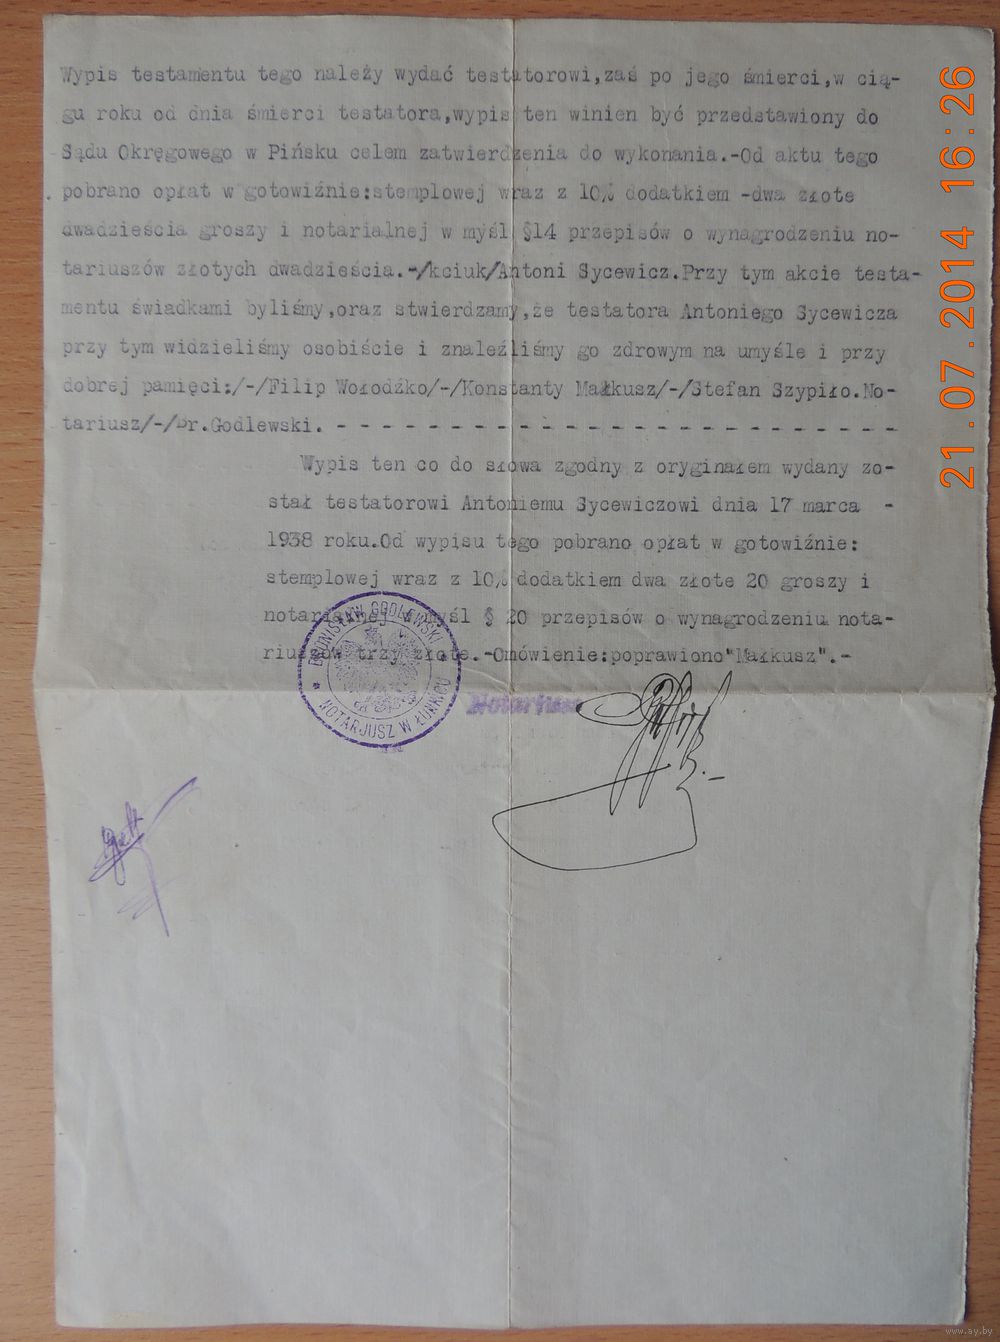 Wypis testamentu tego należy wydać testatorowi,zaś po jego śmierci,w cią-
gu roku od dnia śmierci testatora,wypis ten winien być przedstawiony do
Sądu Okręgowego w Pińsku celem zatwierdzenia do wykonania.-Od aktu tego
pobrano opłat w gotowiźnie:stemplowej wraz z 10% dodatkiem -dwa złote
dwadzieścia groszy i notarialnej w myśl §14 przepisów o wynagrodzeniu no-
tariuszów złotych dwadzieścia.-/kciuk/Antoni Sycewicz.Przy tym akcie testa-
mentu świadkami byliśmy,oraz stwierdzamy,że testatora Antoniego Sycewicza
przy tym widzieliśmy osobiście i znaleźliśmy go zdrowym na umyśle i przy
dobrej pamięci:/-/Filip Wołodźko/-/Konstanty Małkusz/-/Stefan Szypiło.No-
tariusz/-/Br.Godlewski. - - - - - - - - - - - - - - - - - - - - - - - -
Wypis ten co do słowa zgodny z oryginałem wydany zo-
stał testatorowi Antoniemu Sycewiczowi dnia 17 marca -
1938 roku.Od wypisu tego pobrano opłat w gotowiźnie:
stemplowej wraz z 10% dodatkiem dwa złote 20 groszy i
notarialnej w myśl § 20 przepisów o wynagrodzeniu nota-
riuszów trzy złote.-Omówienie:poprawiono"Małkusz".-
BRONISŁAW GODLEWSKI
* NOTARJUSZ W ŁUNIŃCU *
Notariusz
21.07.2014 16:26
www.ay.by